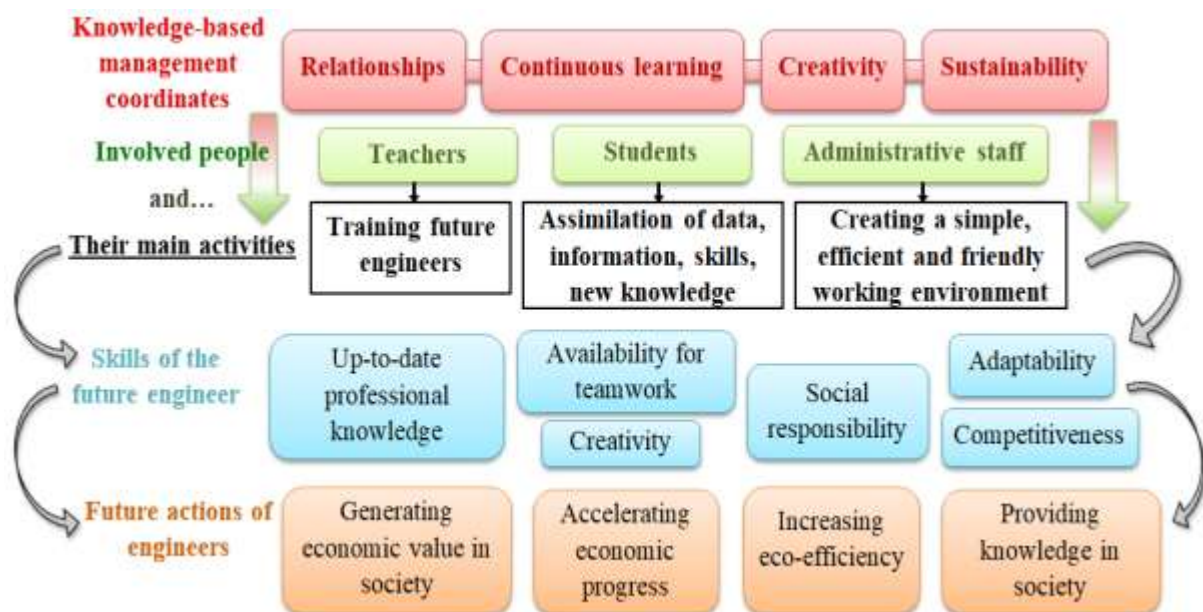 Knowledge-based
management
coordinates
Relationships
Continuous learning
Creativity
Sustainability
Involved people
and...
Their main activities
Teachers
Students
Administrative staff
Training future
engineers
Assimilation of data,
information, skills,
new knowledge
Creating a simple,
efficient and friendly
working environment
Skills of the
future engineer
Up-to-date
professional
knowledge
Availability for
teamwork
Creativity
Social
responsibility
Adaptability
Competitiveness
Future actions of
engineers
Generating
economic value in
society
Accelerating
economic
progress
Increasing
eco-efficiency
Providing
knowledge in
society